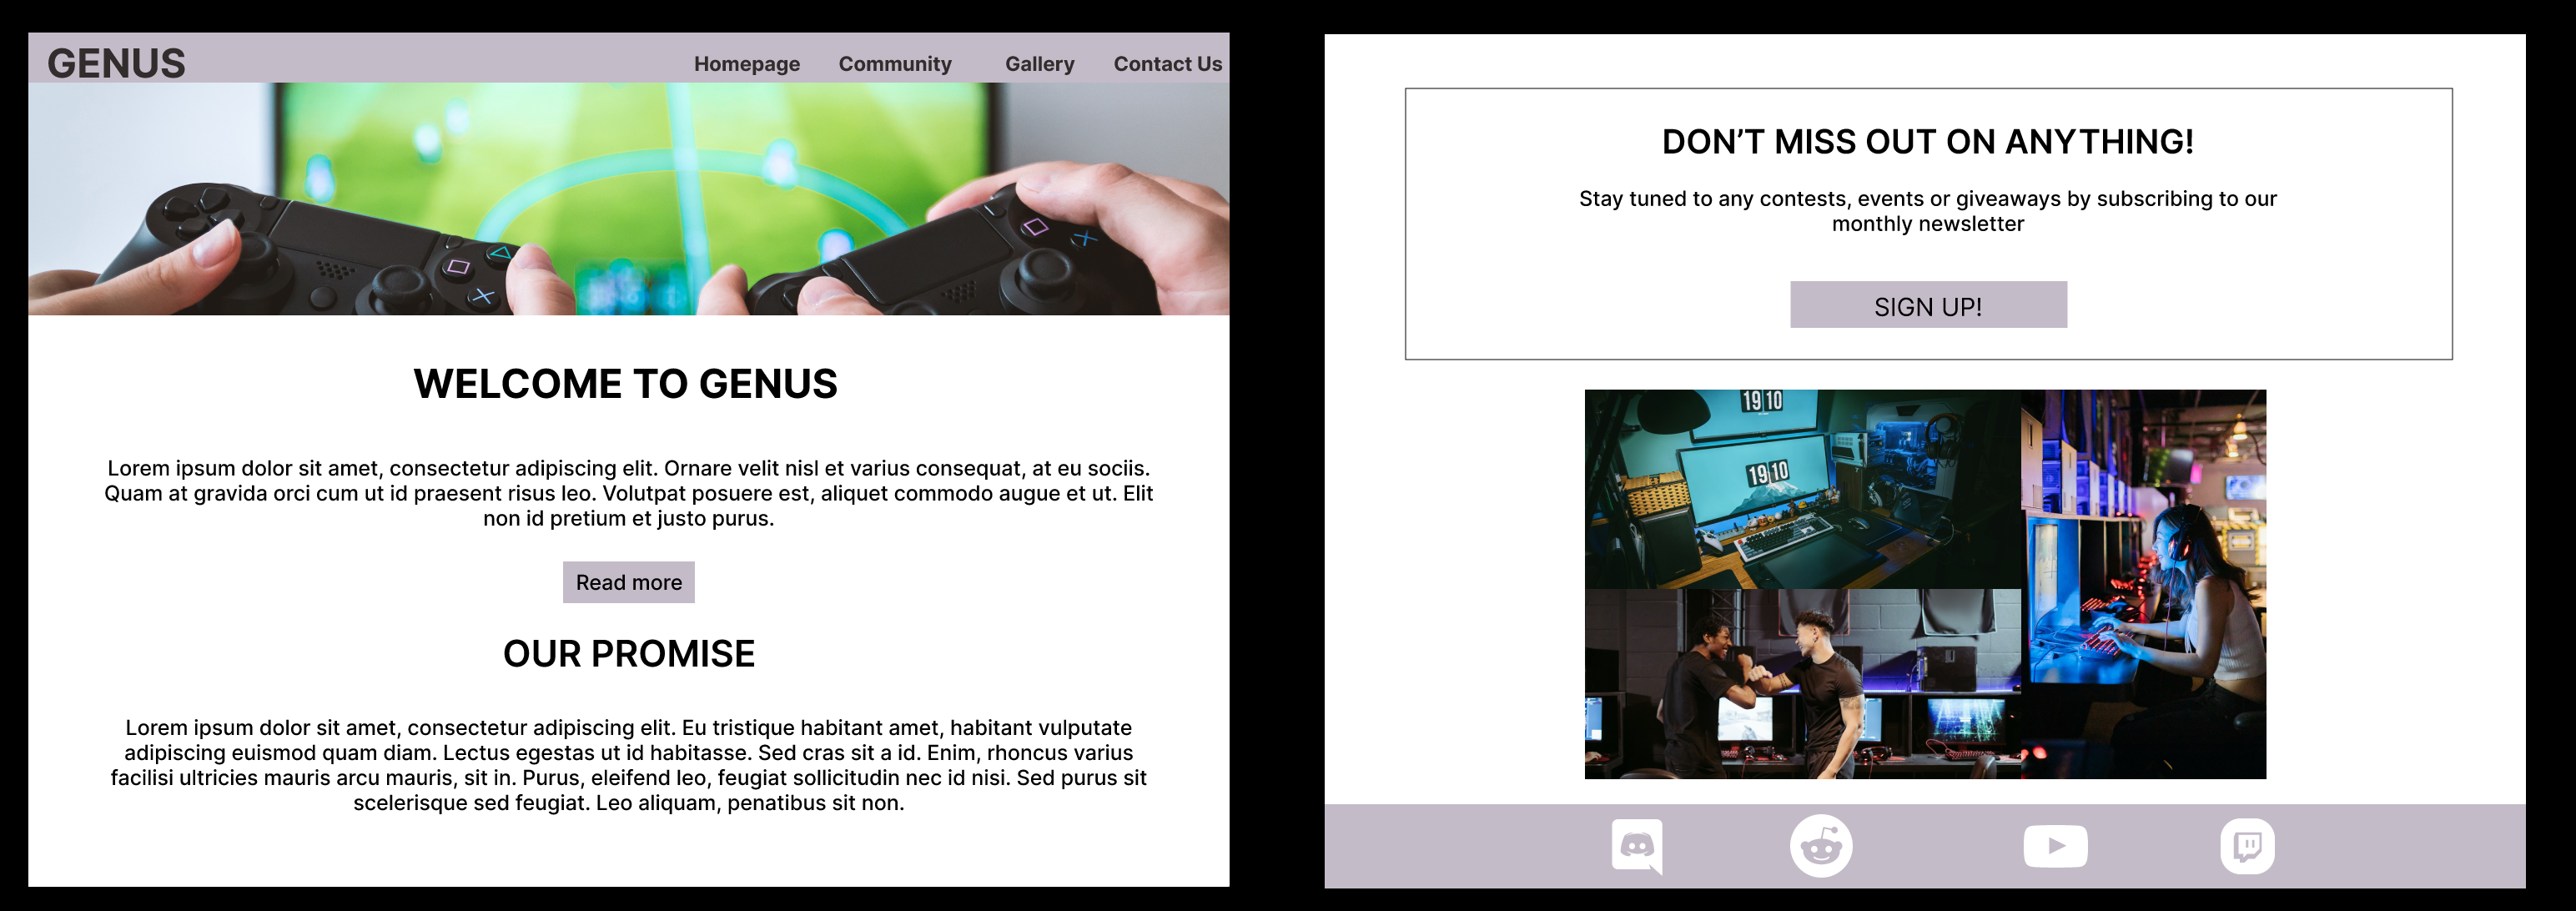 GENUS
Homepage Community Gallery Contact Us
WELCOME TO GENUS
Lorem ipsum dolor sit amet, consectetur adipiscing elit. Ornare velit nisl et varius consequat, at eu sociis.
Quam at gravida orci cum ut id praesent risus leo. Volutpat posuere est, aliquet commodo augue et ut. Elit
non id pretium et justo purus.
Read more
OUR PROMISE
Lorem ipsum dolor sit amet, consectetur adipiscing elit. Eu tristique habitant amet, habitant vulputate
adipiscing euismod quam diam. Lectus egestas ut id habitasse. Sed cras sit a id. Enim, rhoncus varius
facilisi ultricies mauris arcu mauris, sit in. Purus, eleifend leo, feugiat sollicitudin nec id nisi. Sed purus sit
scelerisque sed feugiat. Leo aliquam, penatibus sit non.
DON’T MISS OUT ON ANYTHING!
Stay tuned to any contests, events or giveaways by subscribing to our
monthly newsletter
SIGN UP!
19 10
19 10